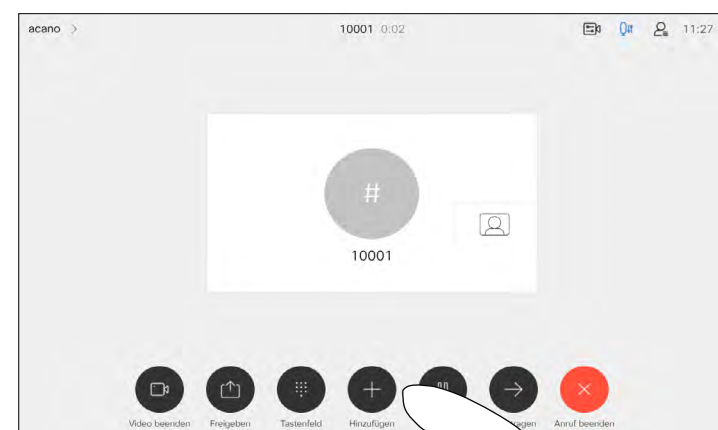 acano
10001 0:02
11:27
#
10001
Video beenden Freigeben Tastenfeld Hinzufügen Anruf beenden